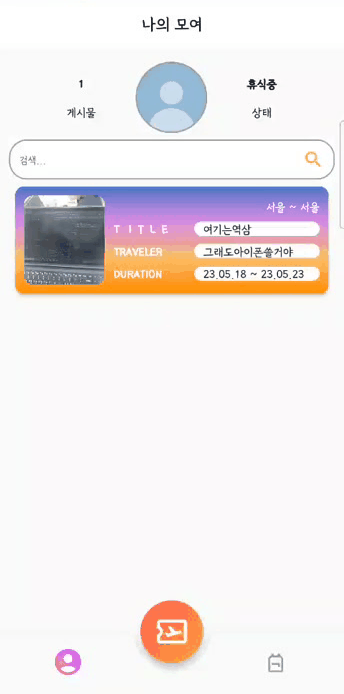 나의 모여
1
휴식중
게시물
상태
검색...
서울 ~ 서울
TITLE
여기는역삼
TRAVELER
그래도아이폰쓸거야
DURATION
23.05.18 ~ 23.05.23